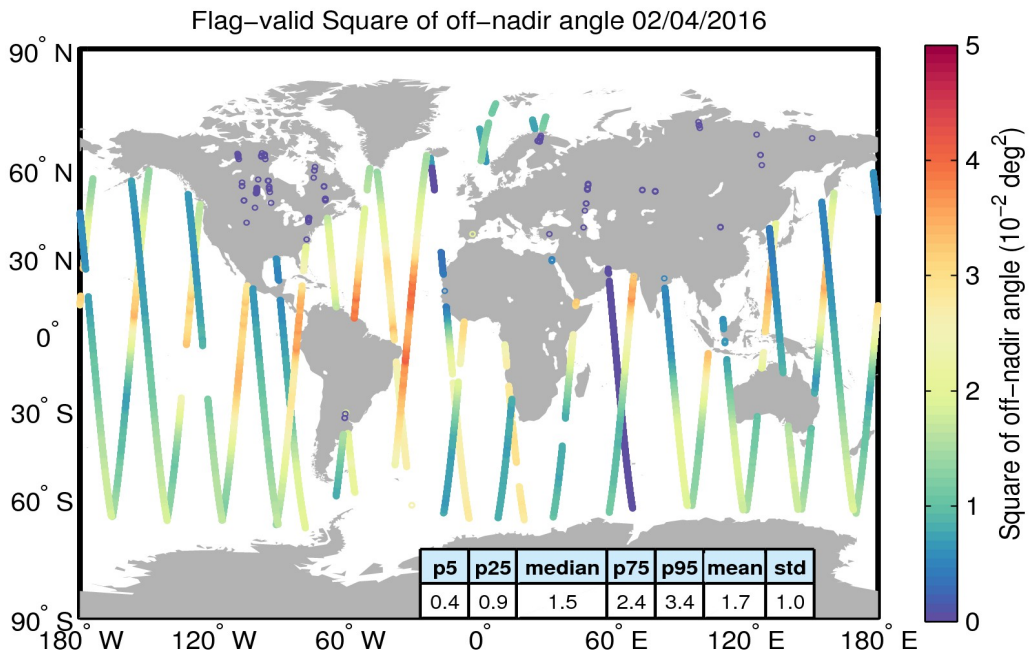 Flag-valid Square of off-nadir angle 02/04/2016
90° N
60° N
30° N
0°
30° S
60° S
90° S
180° W
120° W
60° W
0°
60° E
120° E
180° E
p5 p25 median p75 p95 mean std
0.4 0.9 1.5 2.4 3.4 1.7 1.0
5
4
3
2
1
0
Square of off-nadir angle (10⁻² deg²)